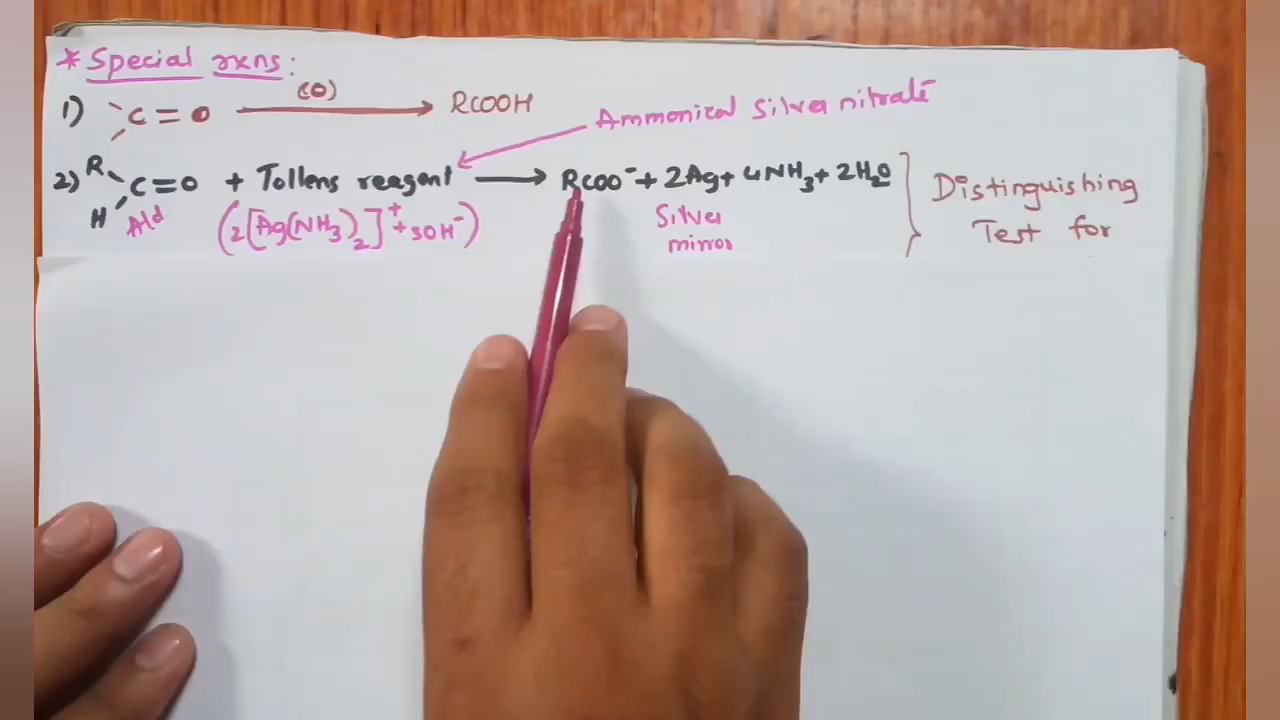 * Special rxns:
1) C=O (O) RCOOH
Ammonical Silver nitrate
2) R C=O + Tollens reagent → RCOO⁻ + 2Ag + 4NH₃ + 2H₂O
H Ald (2[Ag(NH₃)₂]⁺ + 3OH⁻)
Silver
mirror
Distinguishing
Test for